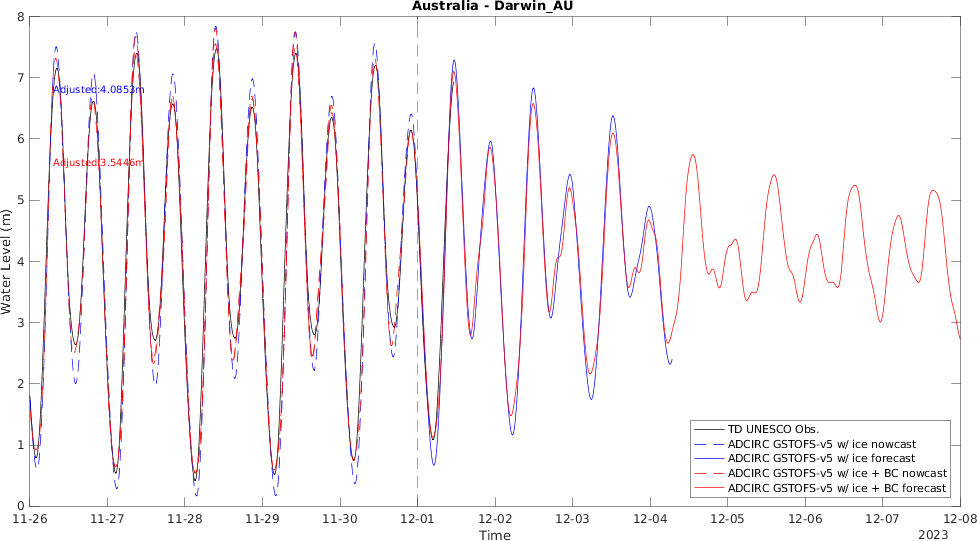 Australia - Darwin_AU
8
7
Adjusted:4.0853m
6
Adjusted:3.5446m
5
4
3
2
1
0
Water Level (m)
TD UNESCO Obs.
ADCIRC GSTOFS-v5 w/ ice nowcast
ADCIRC GSTOFS-v5 w/ ice forecast
ADCIRC GSTOFS-v5 w/ ice + BC nowcast
ADCIRC GSTOFS-v5 w/ ice + BC forecast
11-26 11-27 11-28 11-29 11-30 12-01 12-02 12-03 12-04 12-05 12-06 12-07 12-08
Time
2023